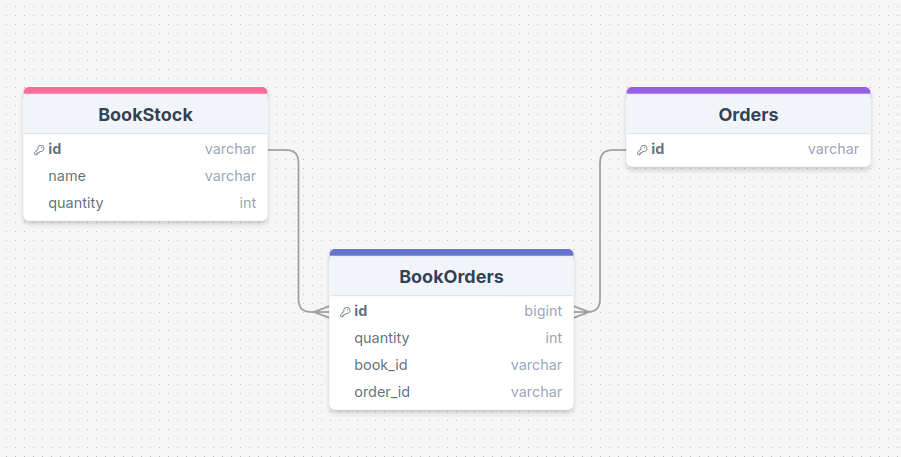 BookStock
id varchar
name varchar
quantity int
Orders
id varchar
BookOrders
id bigint
quantity int
book_id varchar
order_id varchar